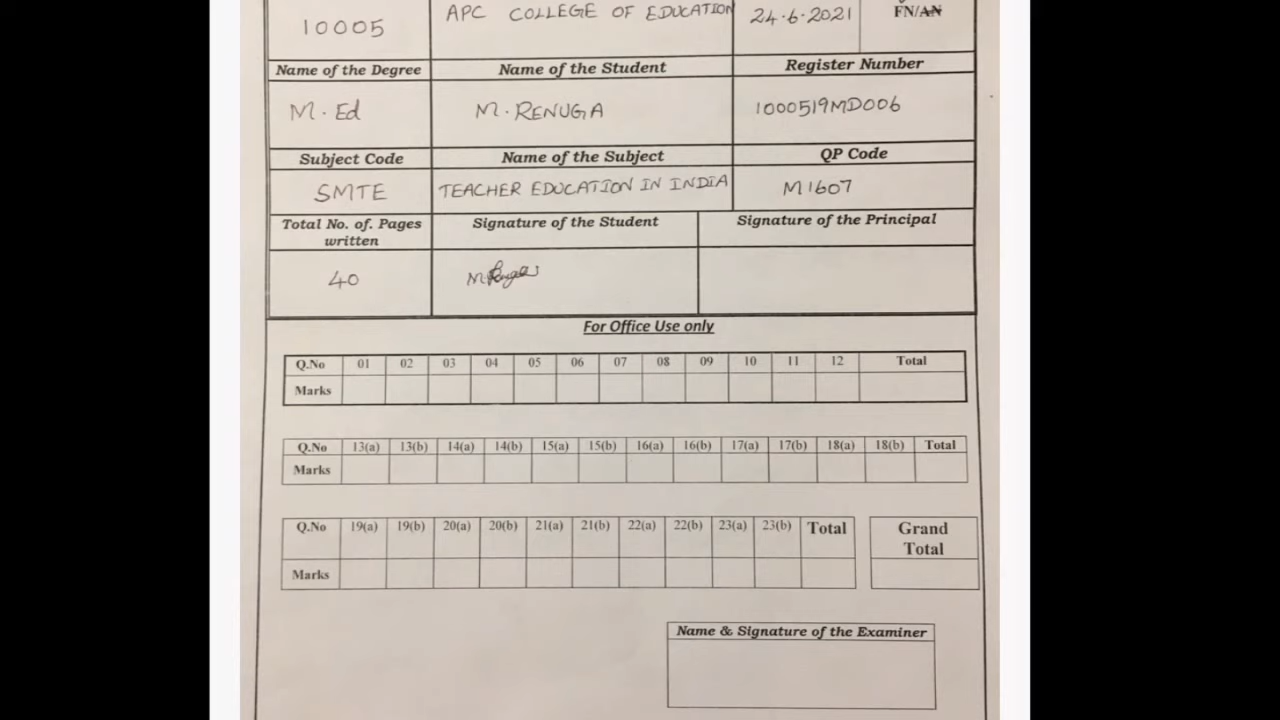 10005 APC COLLEGE OF EDUCATION 24.6.2021 FN/AN
Name of the Degree Name of the Student Register Number
M.Ed M.RENUGA 1000519MD006
Subject Code Name of the Subject QP Code
SMTE TEACHER EDUCATION IN INDIA M1607
Total No. of. Pages written Signature of the Student Signature of the Principal
40 M.Renuga
For Office Use only
Q.No 01 02 03 04 05 06 07 08 09 10 11 12 Total
Marks
Q.No 13(a) 13(b) 14(a) 14(b) 15(a) 15(b) 16(a) 16(b) 17(a) 17(b) 18(a) 18(b) Total
Marks
Q.No 19(a) 19(b) 20(a) 20(b) 21(a) 21(b) 22(a) 22(b) 23(a) 23(b) Total Grand Total
Marks
Name & Signature of the Examiner